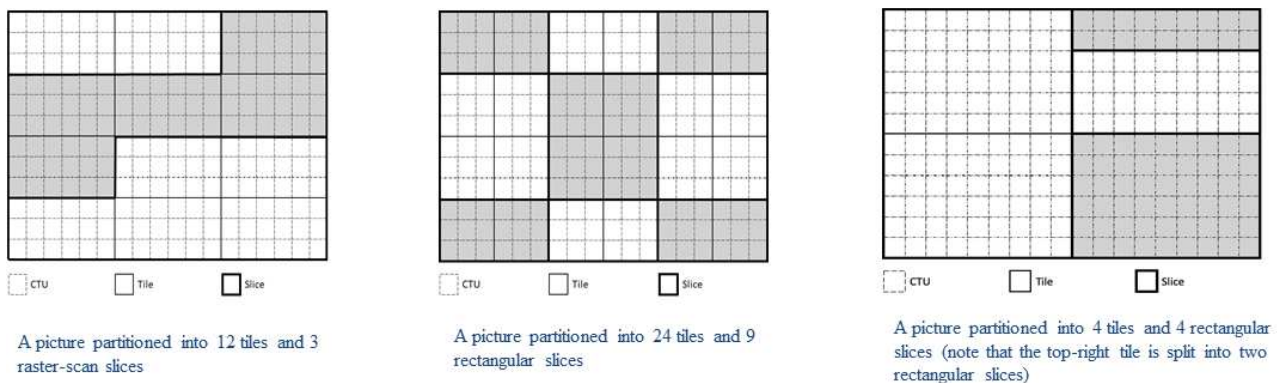 CTU
Tile
Slice
CTU
Tile
Slice
CTU
Tile
Slice
A picture partitioned into 12 tiles and 3
raster-scan slices
A picture partitioned into 24 tiles and 9
rectangular slices
A picture partitioned into 4 tiles and 4 rectangular
slices (note that the top-right tile is split into two
rectangular slices)